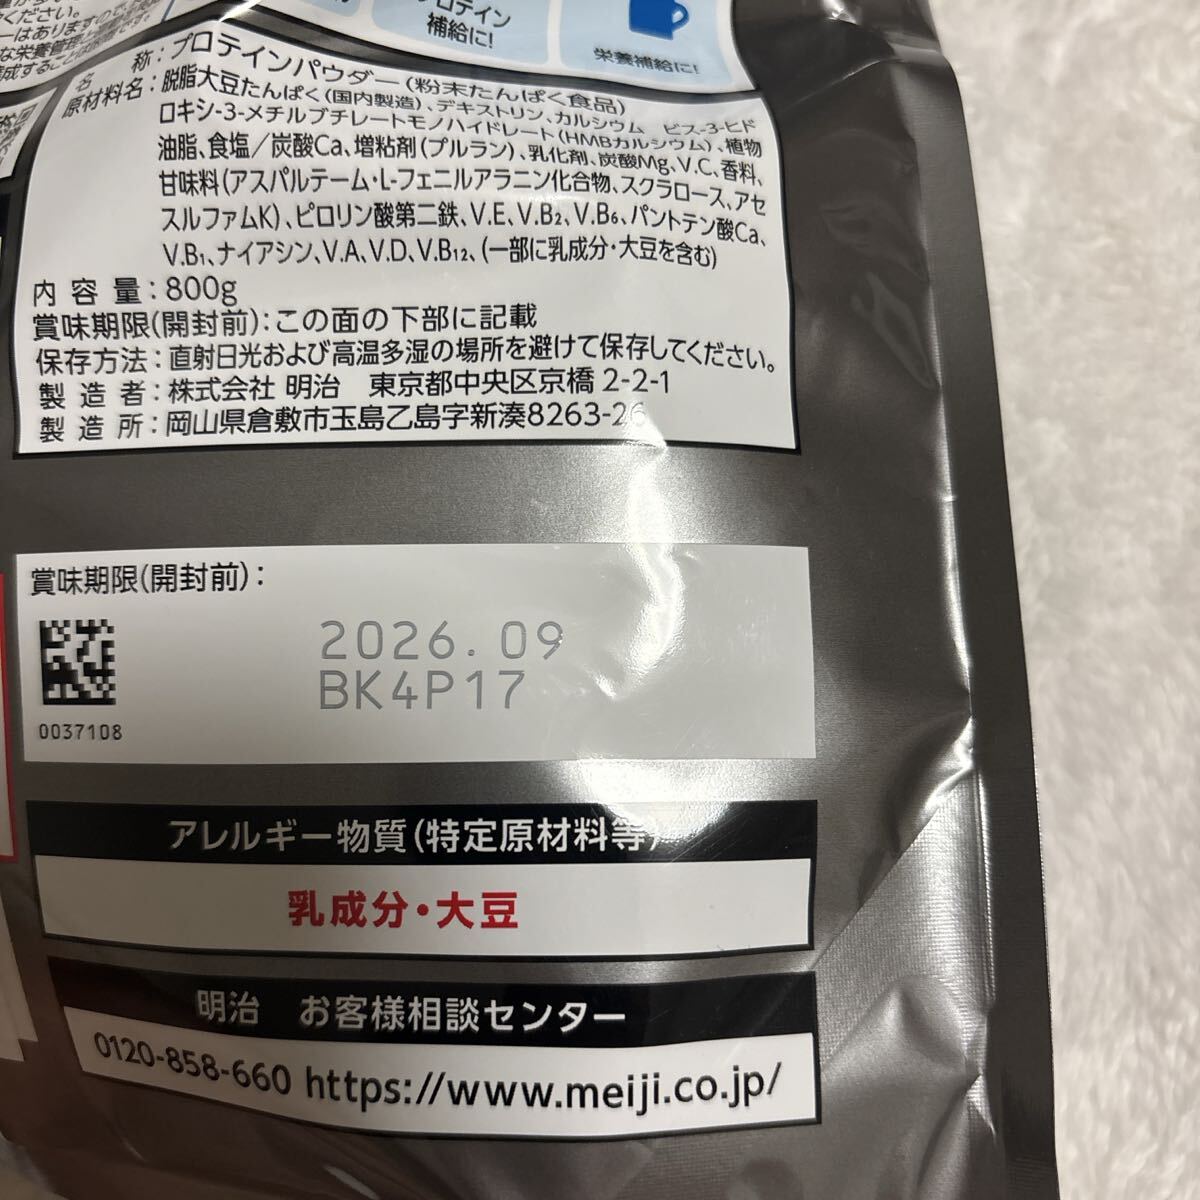 ください。
プロテイン
補給に!
栄養補給に!
名称:プロテインパウダー(粉末たんぱく食品)
原材料名:脱脂大豆たんぱく(国内製造)、デキストリン、カルシウム ビス-3-ヒド
ロキシ-3-メチルブチレートモノハイドレート(HMBカルシウム)、植物
油脂、食塩/炭酸Ca、増粘剤(プルラン)、乳化剤、炭酸Mg、V.C、香料、
甘味料(アスパルテーム・L-フェニルアラニン化合物、スクラロース、アセ
スルファムK)、ピロリン酸第二鉄、V.E、V.B₂、V.B₆、パントテン酸Ca、
V.B₁、ナイアシン、V.A、V.D、V.B₁₂、(一部に乳成分・大豆を含む)
内容量:800g
賞味期限(開封前):この面の下部に記載
保存方法:直射日光および高温多湿の場所を避けて保存してください。
製造者:株式会社 明治 東京都中央区京橋2-2-1
製造所:岡山県倉敷市玉島乙島字新湊8263-26
賞味期限(開封前):
2026.09
BK4P17
0037108
アレルギー物質(特定原材料等)
乳成分・大豆
明治 お客様相談センター
0120-858-660 https://www.meiji.co.jp/